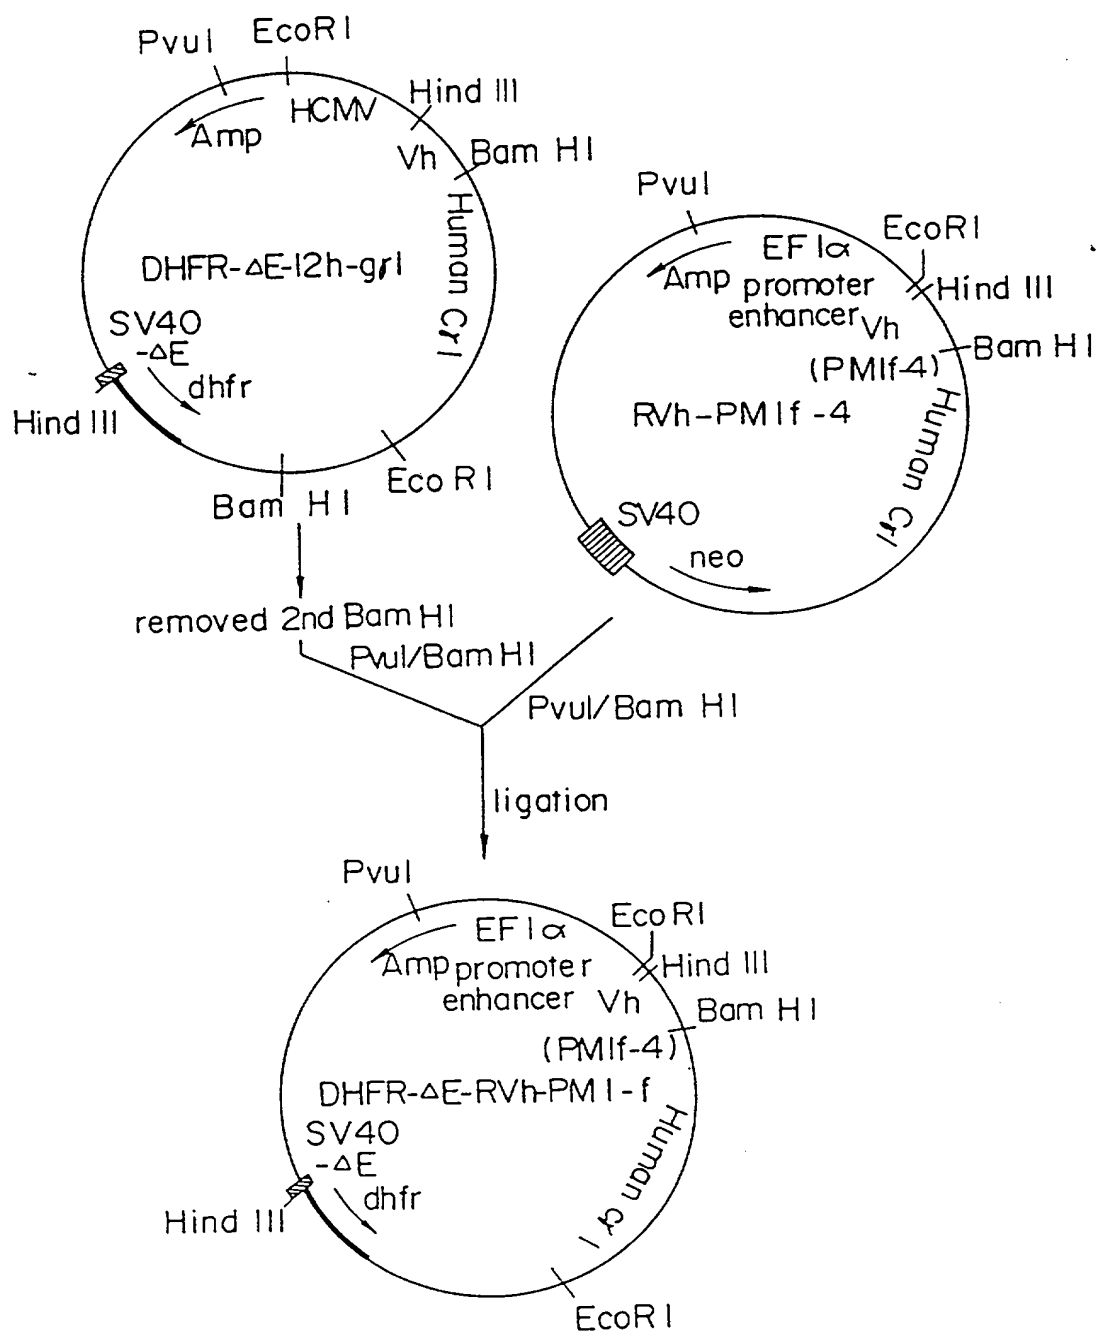 PvuI
EcoRI
HCMV
Hind III
Amp
Vh
Bam HI
Human Cγ1
DHFR-ΔE-12h-gγ1
SV40
-ΔE
dhfr
Hind III
EcoRI
Bam HI
PvuI
EF1α
EcoRI
Amp
promoter
Hind III
enhancer
Vh
Bam HI
(PM1f-4)
RVh-PM1f-4
Human Cγ1
SV40
neo
removed 2nd Bam HI
PvuI/Bam HI
PvuI/Bam HI
ligation
PvuI
EF1α
EcoRI
Amp
promoter
Hind III
enhancer
Vh
Bam HI
(PM1f-4)
DHFR-ΔE-RVh-PM1-f
Human Cγ1
SV40
-ΔE
dhfr
Hind III
EcoRI